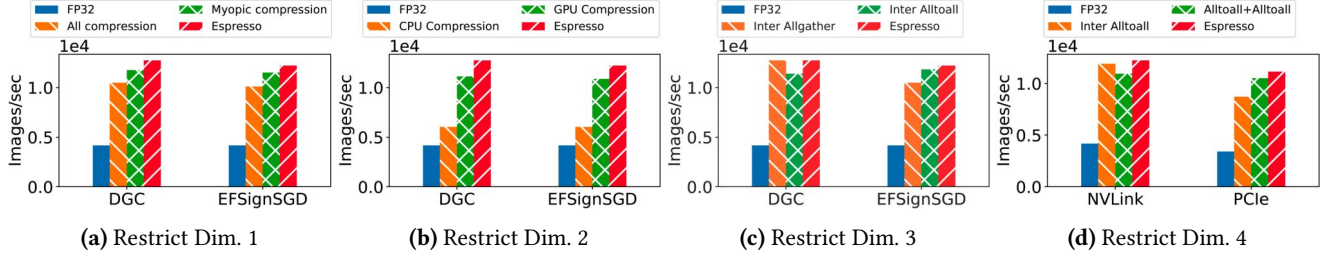 FP32
Myopic compression
All compression
Espresso
1e4
Images/sec
1.0
0.5
0.0
DGC
EFSignSGD
(a) Restrict Dim. 1
FP32
GPU Compression
CPU Compression
Espresso
1e4
Images/sec
1.0
0.5
0.0
DGC
EFSignSGD
(b) Restrict Dim. 2
FP32
Inter Alltoall
Inter Allgather
Espresso
1e4
Images/sec
1.0
0.5
0.0
DGC
EFSignSGD
(c) Restrict Dim. 3
FP32
Alltoall+Alltoall
Inter Alltoall
Espresso
1e4
Images/sec
1.0
0.5
0.0
NVLink
PCIe
(d) Restrict Dim. 4